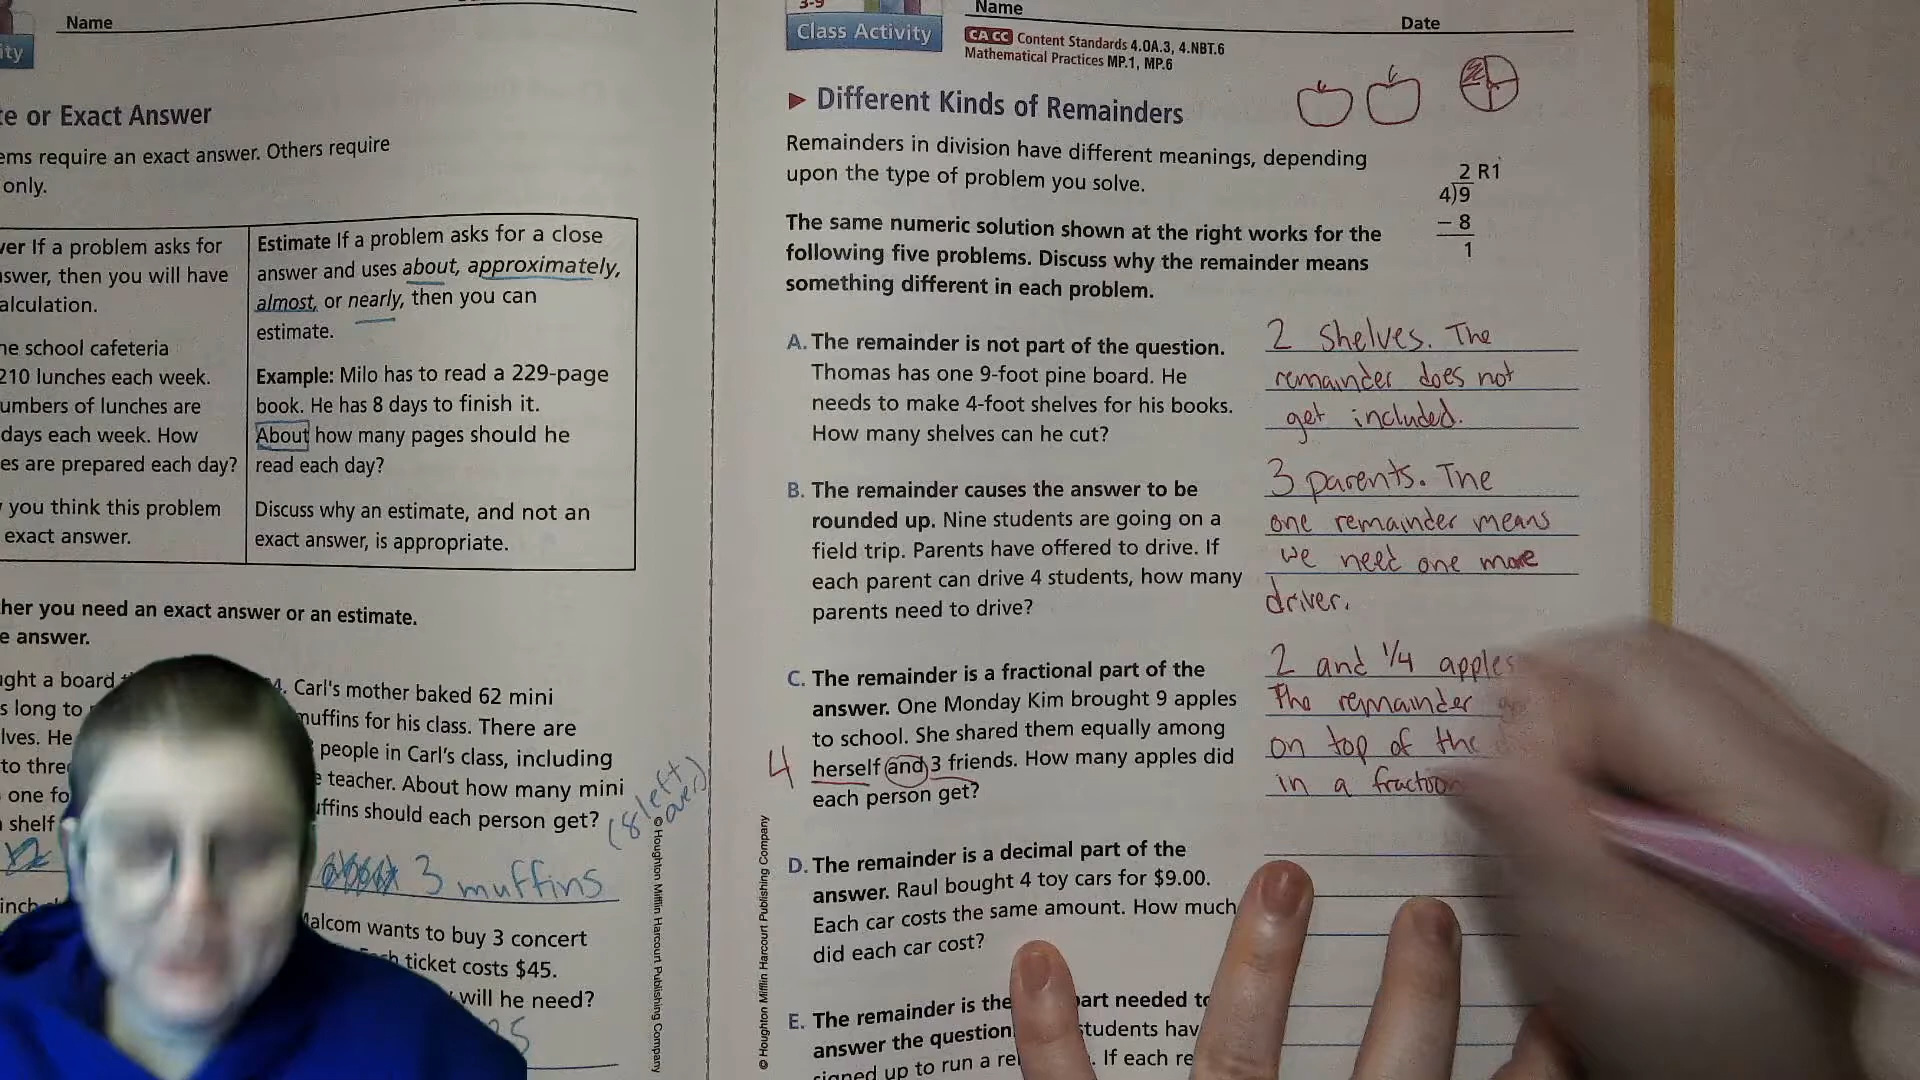 Name
ity
te or Exact Answer
ems require an exact answer. Others require
only.
ver If a problem asks for
nswer, then you will have
alculation.
he school cafeteria
210 lunches each week.
umbers of lunches are
days each week. How
es are prepared each day?
you think this problem
exact answer.
Estimate If a problem asks for a close
answer and uses about, approximately,
almost, or nearly, then you can
estimate.
Example: Milo has to read a 229-page
book. He has 8 days to finish it.
About how many pages should he
read each day?
Discuss why an estimate, and not an
exact answer, is appropriate.
her you need an exact answer or an estimate.
e answer.
ught a board
s long to
lves. He
to three
one fo
shelf
inch
4. Carl's mother baked 62 mini
muffins for his class. There are
people in Carl's class, including
e teacher. About how many mini
uffins should each person get?
(8 left over)
3 muffins
Malcom wants to buy 3 concert
ticket costs $45.
will he need?
© Houghton Mifflin Harcourt Publishing Company
3-9
Class Activity
Name
Date
CA CC Content Standards 4.OA.3, 4.NBT.6
Mathematical Practices MP.1, MP.6
► Different Kinds of Remainders
Remainders in division have different meanings, depending
upon the type of problem you solve.
The same numeric solution shown at the right works for the
following five problems. Discuss why the remainder means
something different in each problem.
2 R1
4)9
− 8
1
A. The remainder is not part of the question.
Thomas has one 9-foot pine board. He
needs to make 4-foot shelves for his books.
How many shelves can he cut?
2 shelves. The
remainder does not
get included.
B. The remainder causes the answer to be
rounded up. Nine students are going on a
field trip. Parents have offered to drive. If
each parent can drive 4 students, how many
parents need to drive?
3 parents. The
one remainder means
we need one more
driver.
C. The remainder is a fractional part of the
answer. One Monday Kim brought 9 apples
to school. She shared them equally among
4 herself and 3 friends. How many apples did
each person get?
2 and 1/4 apples
The remainder
on top of the
in a fraction
D. The remainder is a decimal part of the
answer. Raul bought 4 toy cars for $9.00.
Each car costs the same amount. How much
did each car cost?
E. The remainder is the part needed to
answer the question. students hav
signed up to run a re . If each re
© Houghton Mifflin Harcourt Publishing Company